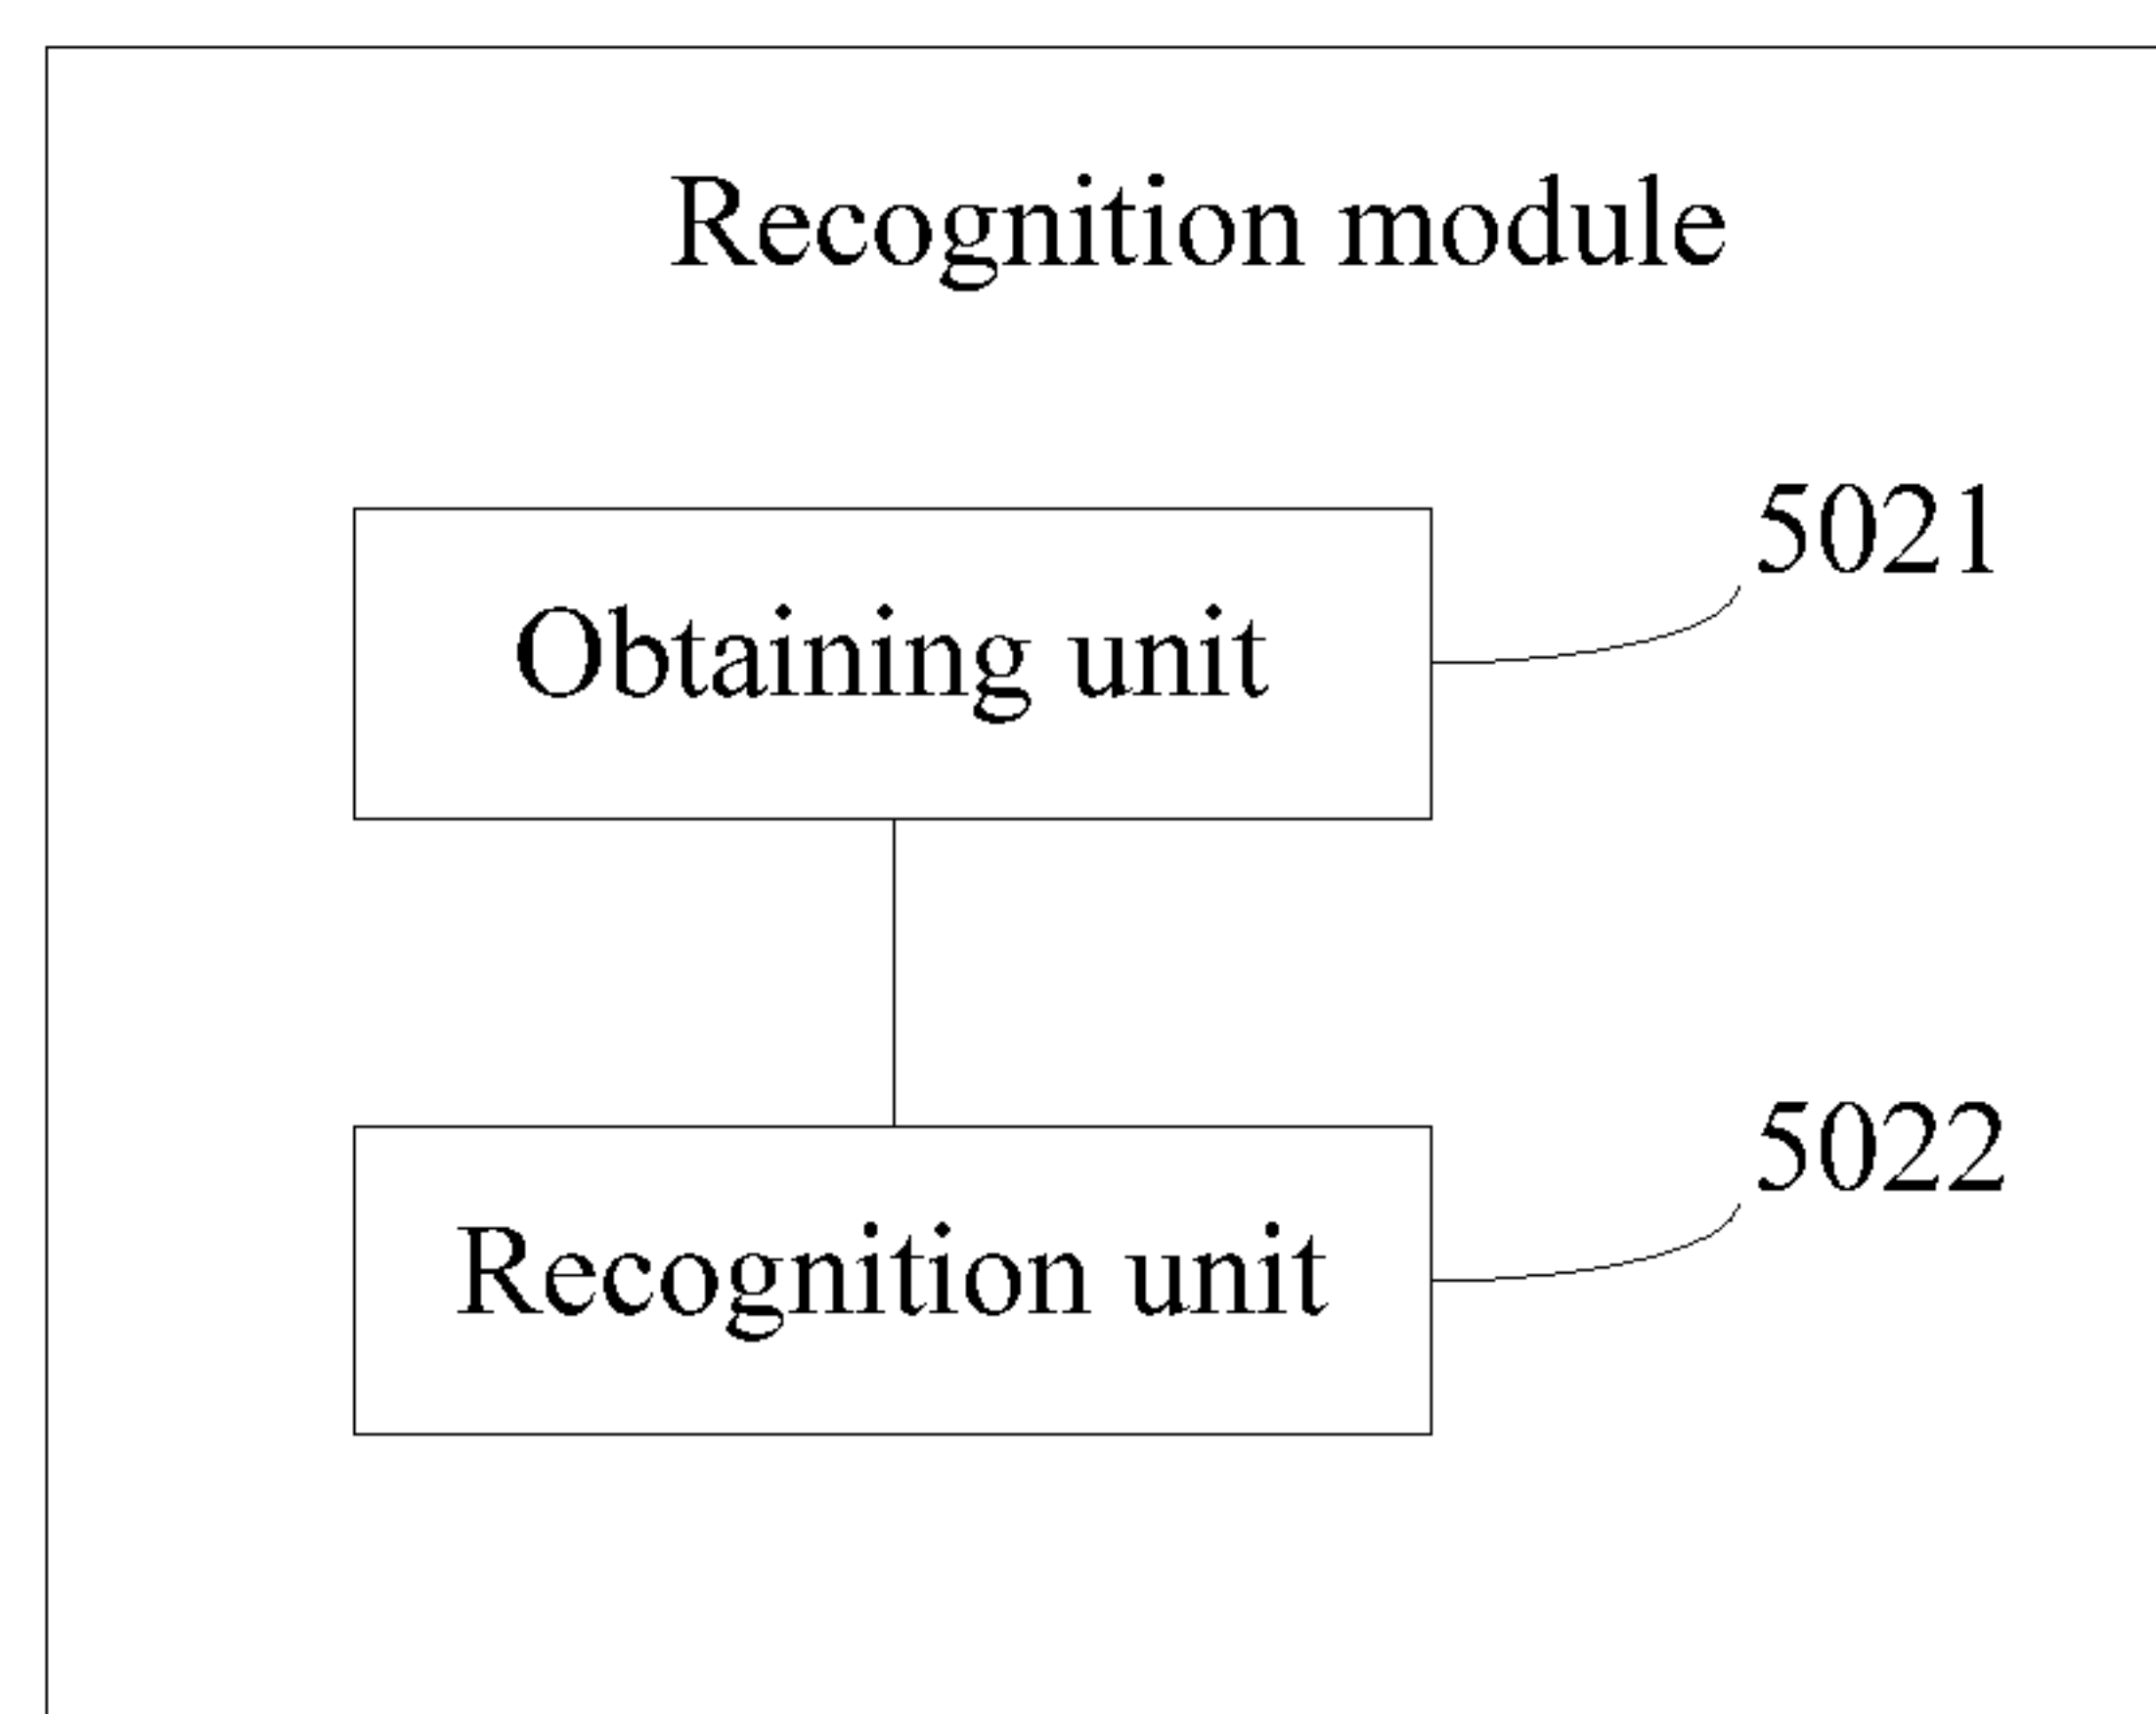 Recognition module
5021
Obtaining unit
5022
Recognition unit